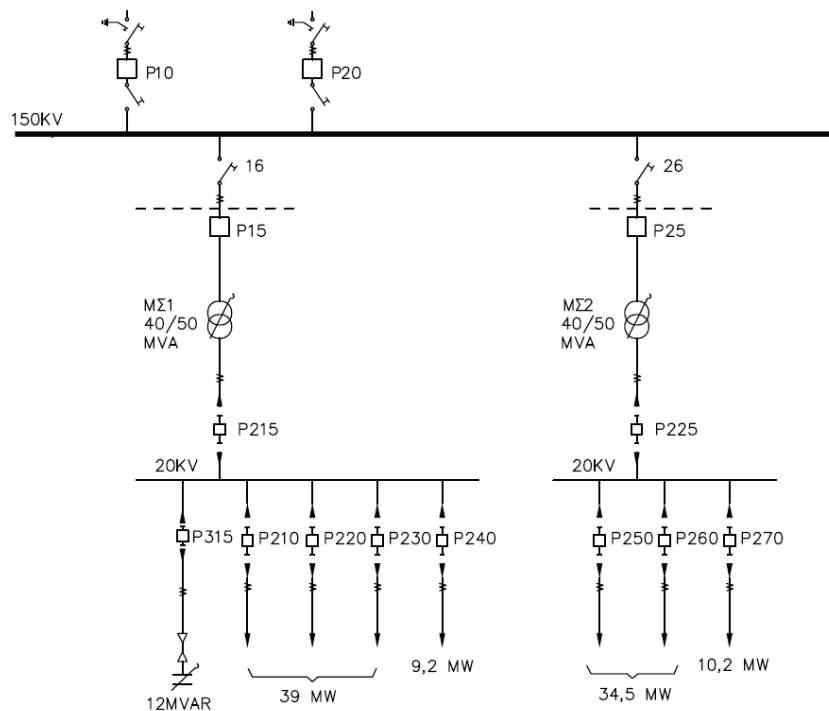 P10
P20
150KV
16
26
P15
P25
ΜΣ1
40/50
MVA
ΜΣ2
40/50
MVA
P215
P225
20KV
20KV
P315
P210
P220
P230
P240
P250
P260
P270
9,2 MW
10,2 MW
39 MW
34,5 MW
12MVAR